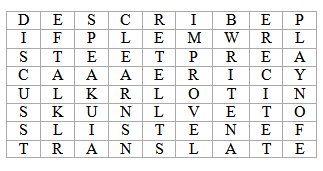 D E S C R I B E P
I F P L E M W R L
S T E E T P R E A
C A A A E R I C Y
U L K R L O T I N
S K U N L V E T O
S L I S T E N E F
T R A N S L A T E